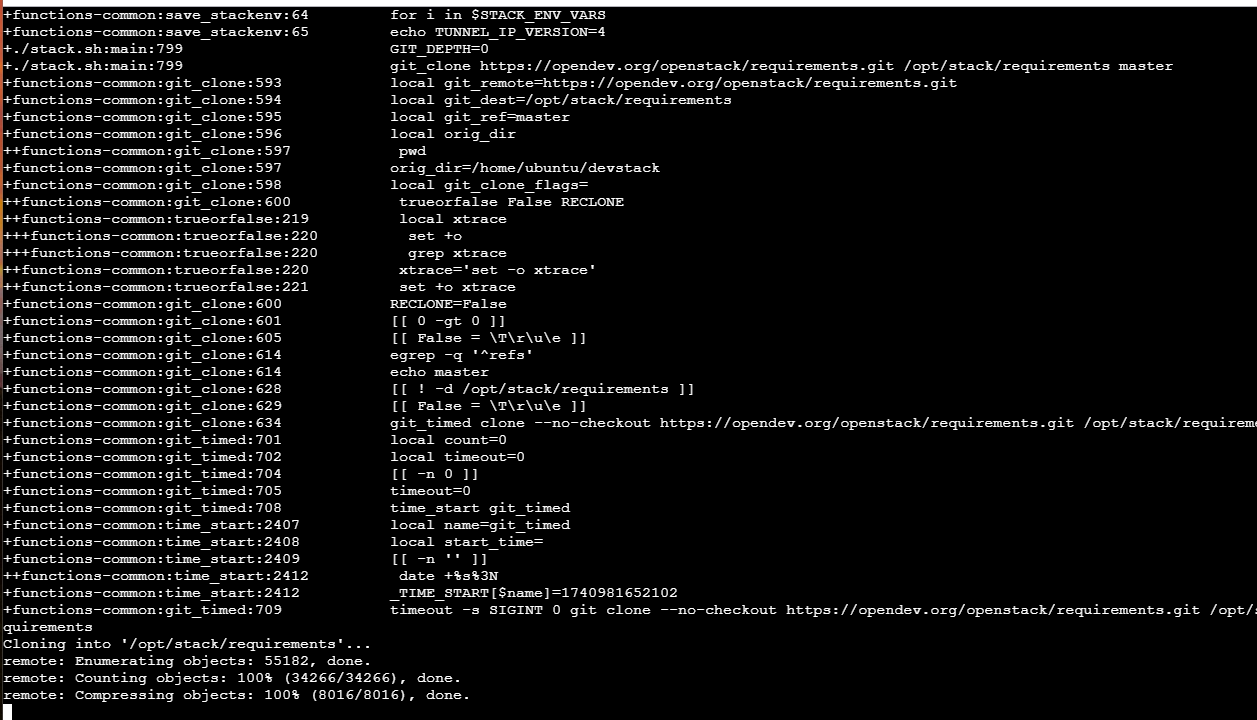 +functions-common:save_stackenv:64 for i in $STACK_ENV_VARS
+functions-common:save_stackenv:65 echo TUNNEL_IP_VERSION=4
+./stack.sh:main:799 GIT_DEPTH=0
+./stack.sh:main:799 git_clone https://opendev.org/openstack/requirements.git /opt/stack/requirements master
+functions-common:git_clone:593 local git_remote=https://opendev.org/openstack/requirements.git
+functions-common:git_clone:594 local git_dest=/opt/stack/requirements
+functions-common:git_clone:595 local git_ref=master
+functions-common:git_clone:596 local orig_dir
++functions-common:git_clone:597 pwd
+functions-common:git_clone:597 orig_dir=/home/ubuntu/devstack
+functions-common:git_clone:598 local git_clone_flags=
++functions-common:git_clone:600 trueorfalse False RECLONE
++functions-common:trueorfalse:219 local xtrace
+++functions-common:trueorfalse:220 set +o
+++functions-common:trueorfalse:220 grep xtrace
++functions-common:trueorfalse:220 xtrace='set -o xtrace'
++functions-common:trueorfalse:221 set +o xtrace
+functions-common:git_clone:600 RECLONE=False
+functions-common:git_clone:601 [[ 0 -gt 0 ]]
+functions-common:git_clone:605 [[ False = \T\r\u\e ]]
+functions-common:git_clone:614 egrep -q '^refs'
+functions-common:git_clone:614 echo master
+functions-common:git_clone:628 [[ ! -d /opt/stack/requirements ]]
+functions-common:git_clone:629 [[ False = \T\r\u\e ]]
+functions-common:git_clone:634 git_timed clone --no-checkout https://opendev.org/openstack/requirements.git /opt/stack/requireme
+functions-common:git_timed:701 local count=0
+functions-common:git_timed:702 local timeout=0
+functions-common:git_timed:704 [[ -n 0 ]]
+functions-common:git_timed:705 timeout=0
+functions-common:git_timed:708 time_start git_timed
+functions-common:time_start:2407 local name=git_timed
+functions-common:time_start:2408 local start_time=
+functions-common:time_start:2409 [[ -n '' ]]
++functions-common:time_start:2412 date +%s%3N
+functions-common:time_start:2412 _TIME_START[$name]=1740981652102
+functions-common:git_timed:709 timeout -s SIGINT 0 git clone --no-checkout https://opendev.org/openstack/requirements.git /opt/s
quirements
Cloning into '/opt/stack/requirements'...
remote: Enumerating objects: 55182, done.
remote: Counting objects: 100% (34266/34266), done.
remote: Compressing objects: 100% (8016/8016), done.